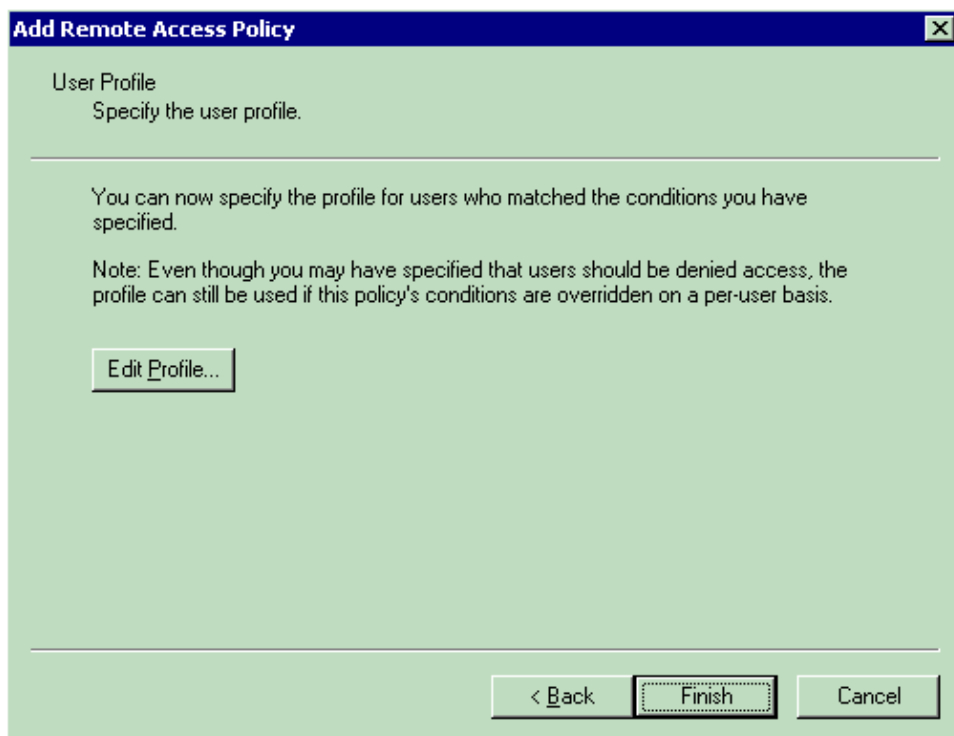 Add Remote Access Policy
User Profile
Specify the user profile.
You can now specify the profile for users who matched the conditions you have
specified.
Note: Even though you may have specified that users should be denied access, the
profile can still be used if this policy's conditions are overridden on a per-user basis.
Edit Profile...
< Back
Finish
Cancel